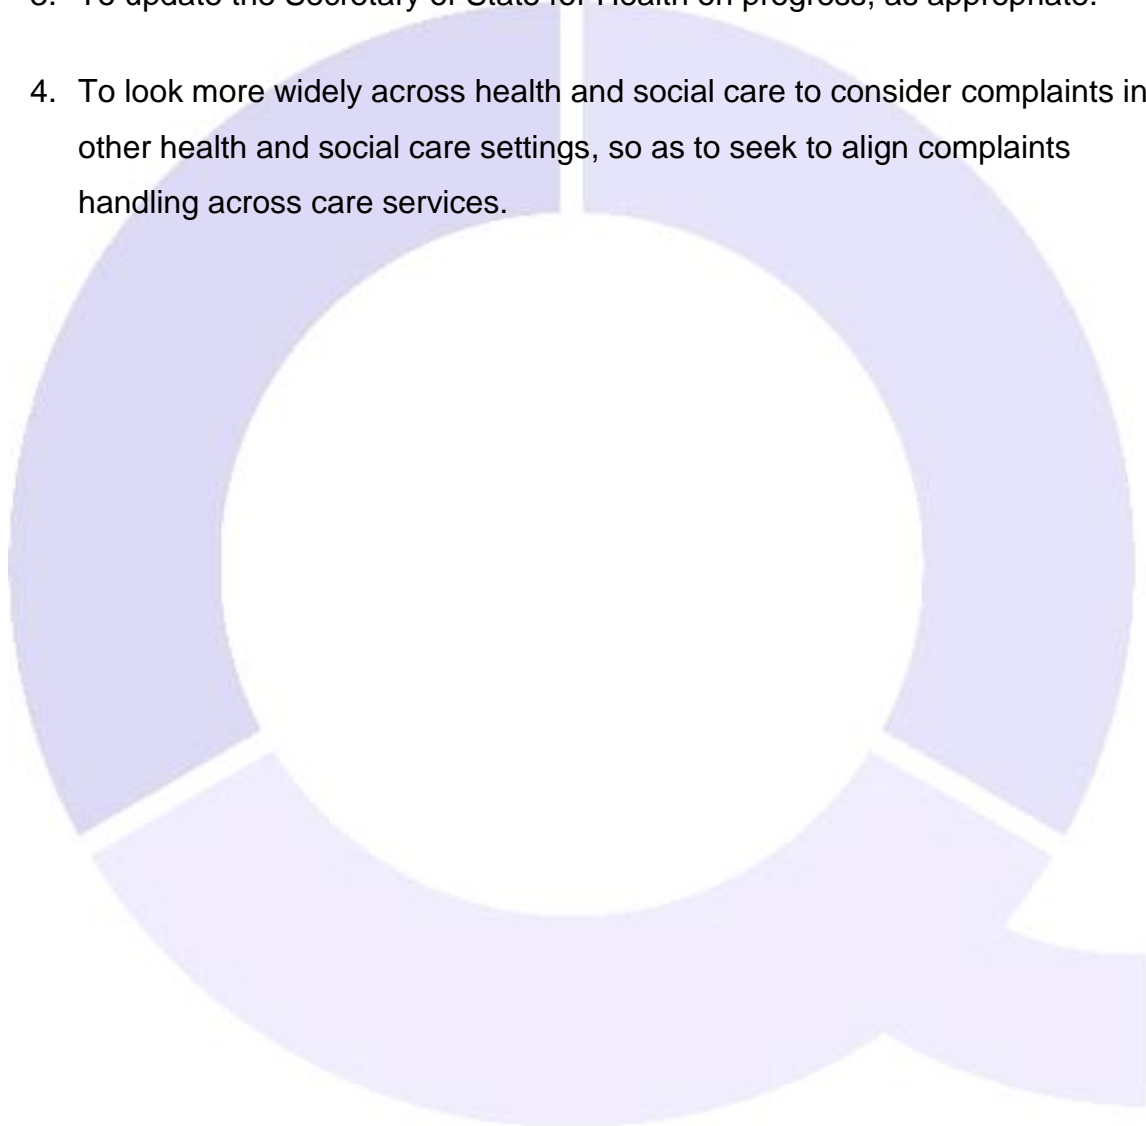 3. To update the Secretary of State for Health on progress, as appropriate.
4. To look more widely across health and social care to consider complaints in
other health and social care settings, so as to seek to align complaints
handling across care services.